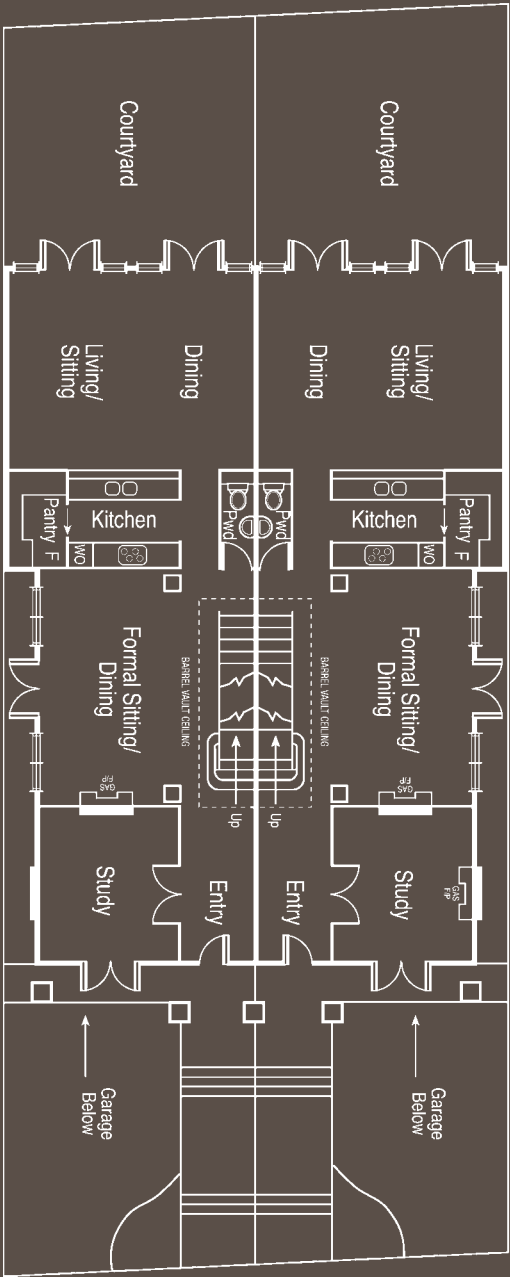 Courtyard
Courtyard
Living/
Sitting
Dining
Dining
Living/
Sitting
Pantry F
Kitchen
WO
Pwd
Pwd
Kitchen
WO
Pantry F
Formal Sitting/
Dining
BARREL VAULT CEILING
BARREL VAULT CEILING
Formal Sitting/
Dining
GAS
F/P
Up
Up
GAS
F/P
Study
Entry
Entry
Study
GAS
F/P
Garage
Below
Garage
Below